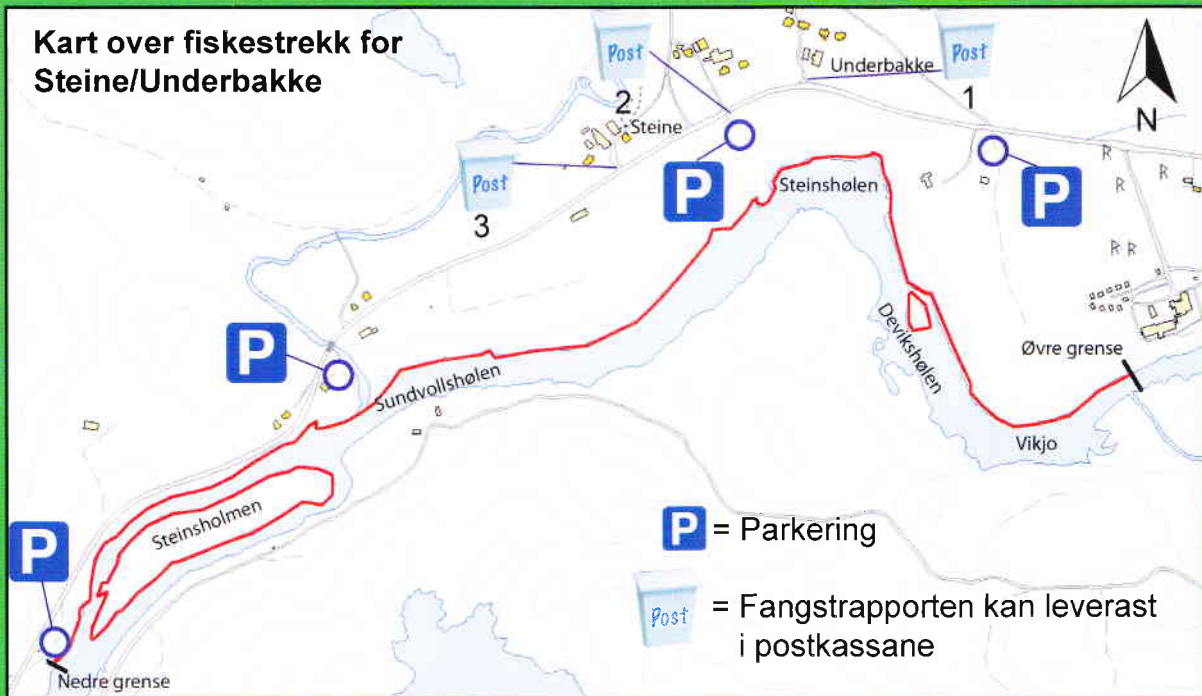 Kart over fiskestrekk for
Steine/Underbakke
Post
Post
Underbakke
1
N
2
Steine
P
P
R
R
R
R
R
R
Post
3
Steinshølen
Devikshølen
Øvre grense
P
Sundvollshølen
Vikjo
Steinsholmen
P
P = Parkering
Post = Fangstrapporten kan leverast
i postkassane
Nedre grense